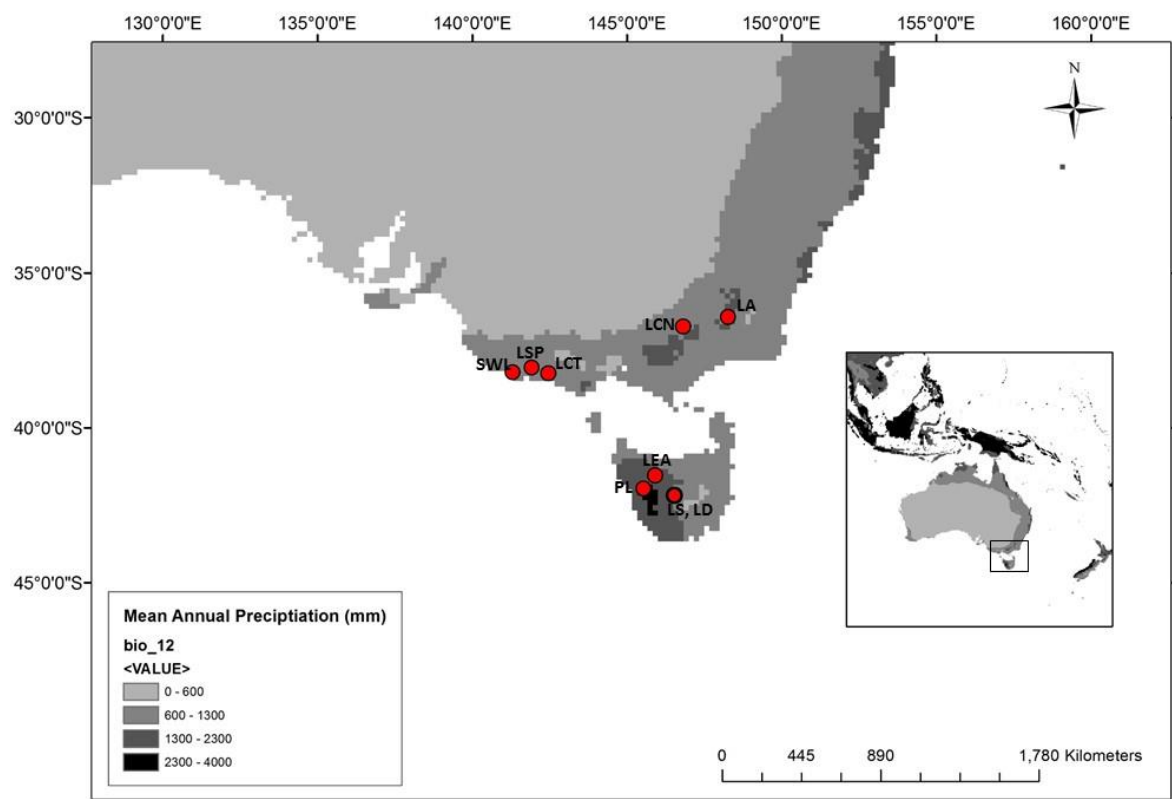 130°0'0"E 135°0'0"E 140°0'0"E 145°0'0"E 150°0'0"E 155°0'0"E 160°0'0"E
N
30°0'0"S
35°0'0"S
LA
LCN
LSP
SWL
LCT
40°0'0"S
LEA
PL
LS, LD
45°0'0"S
Mean Annual Preciptiation (mm)
bio_12
<VALUE>
0 - 600
600 - 1300
1300 - 2300
2300 - 4000
0 445 890 1,780 Kilometers